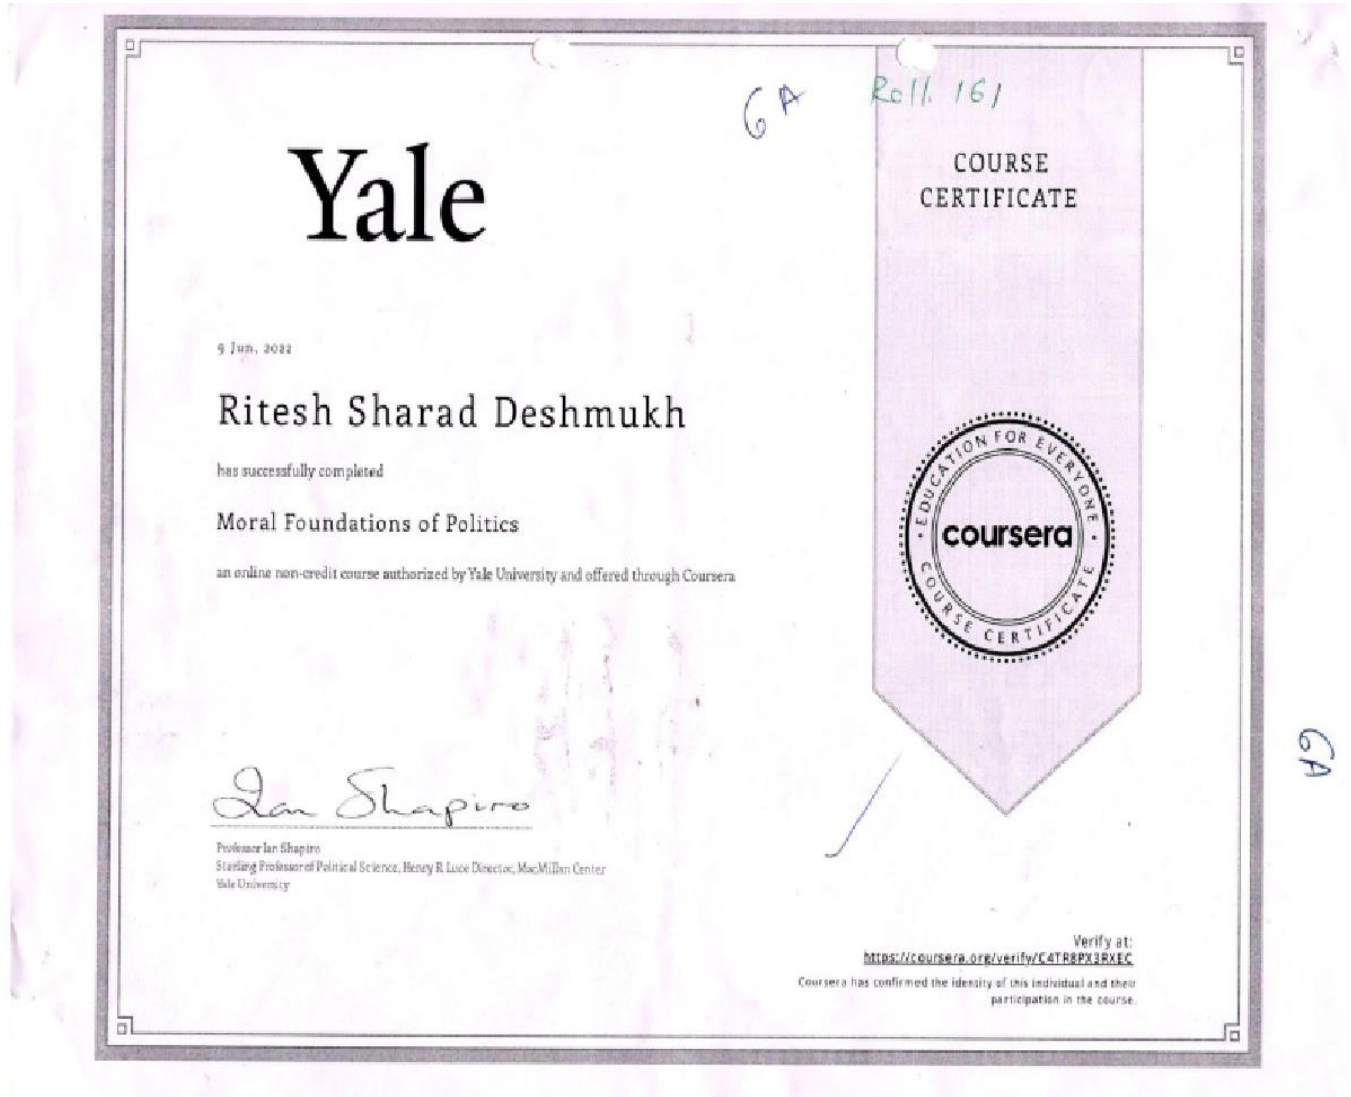 6A
Roll. 161
COURSE
CERTIFICATE
Yale
9 Jun, 2022
Ritesh Sharad Deshmukh
has successfully completed
Moral Foundations of Politics
an online non-credit course authorized by Yale University and offered through Coursera
EDUCATION FOR EVERYONE
coursera
COURSE CERTIFICATE
Ian Shapiro
Professor Ian Shapiro
Sterling Professor of Political Science, Henry R. Luce Director, MacMillan Center
Yale University
6A
Verify at:
https://coursera.org/verify/C4TR8PX3RXEC
Coursera has confirmed the identity of this individual and their
participation in the course.